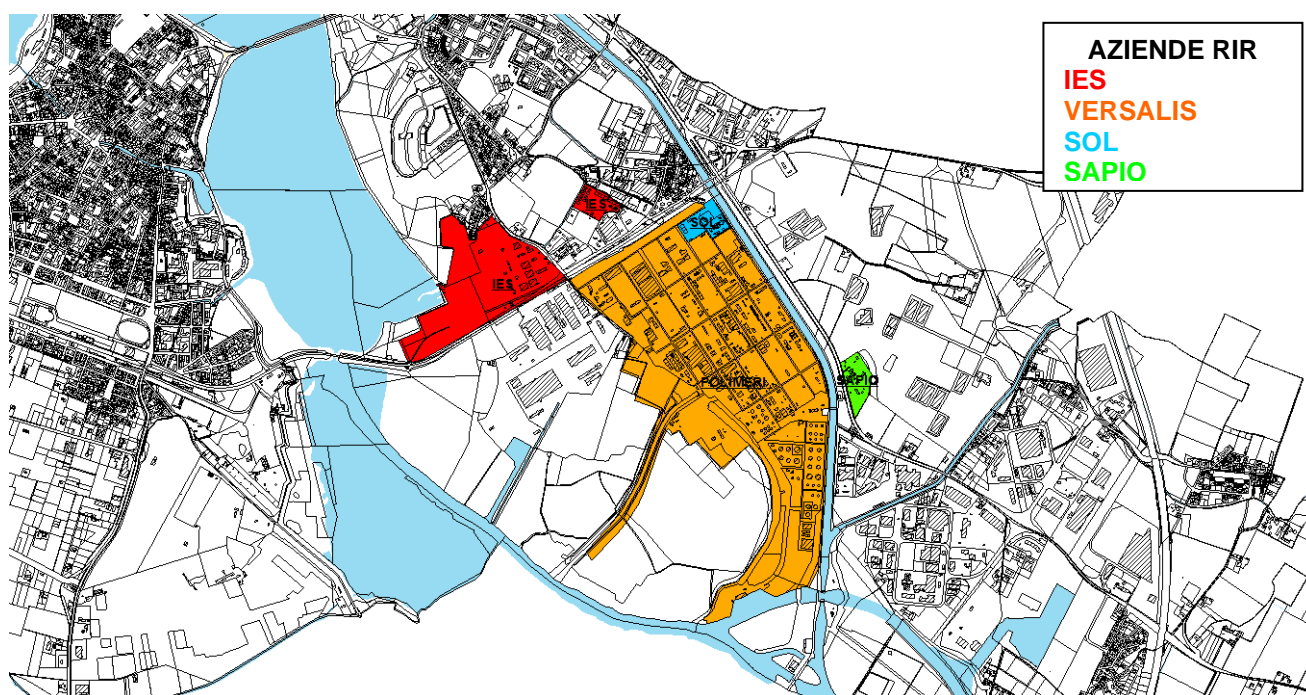 AZIENDE RIR
IES
VERSALIS
SOL
SAPIO
IES
SOL
IES
POLIMERI
SAPIO